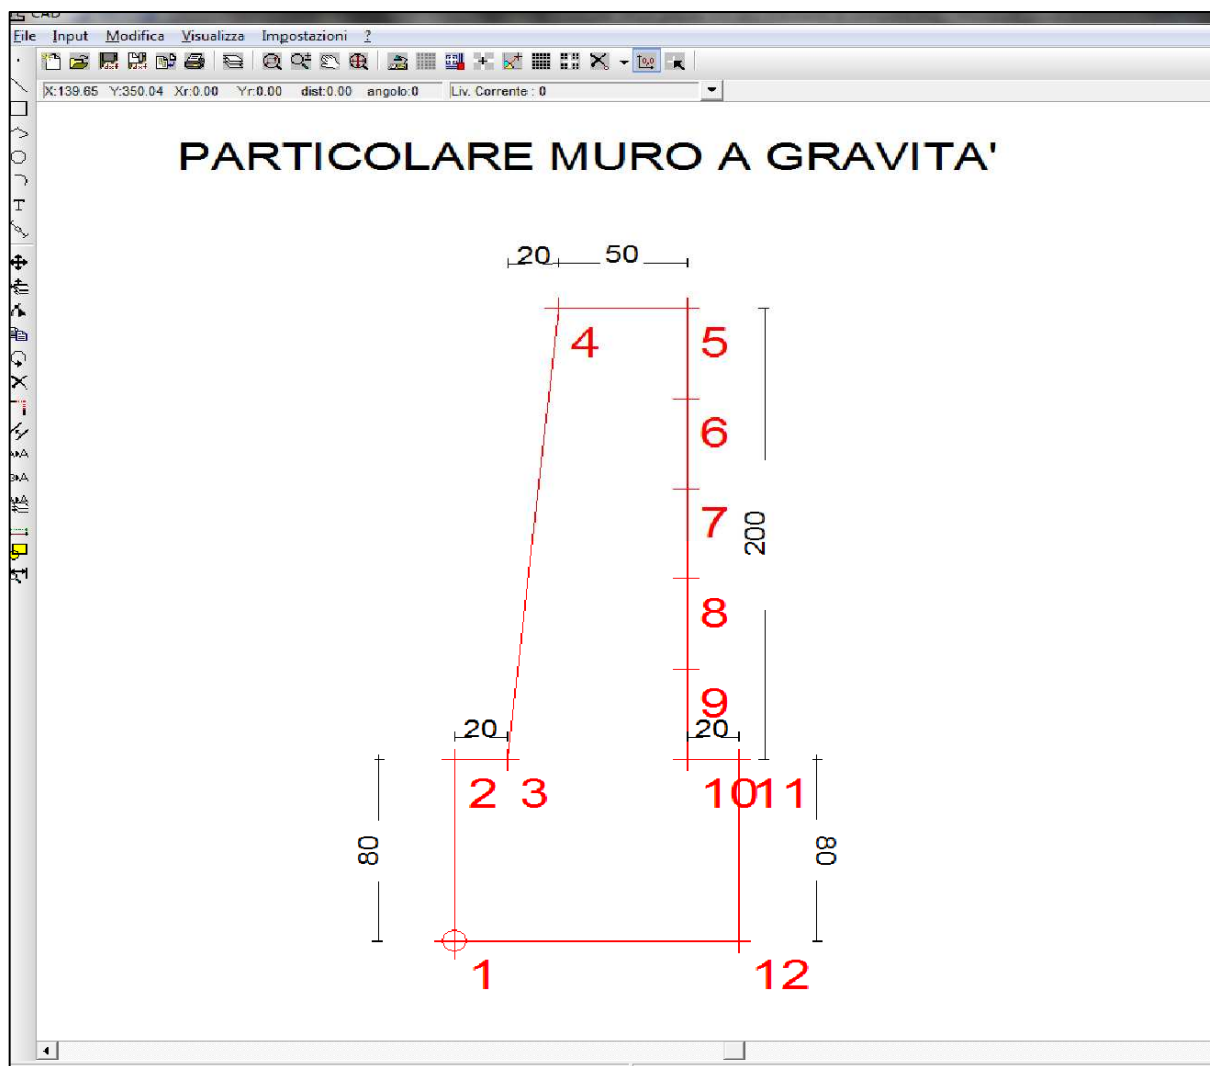 CAD
File Input Modifica Visualizza Impostazioni ?
X:139.65 Y:350.04 Xr:0.00 Yr:0.00 dist:0.00 angolo:0 Liv. Corrente : 0
PARTICOLARE MURO A GRAVITA'
20 50
4 5
6
7
200
8
9
20 20
2 3 10 11
80 80
1 12